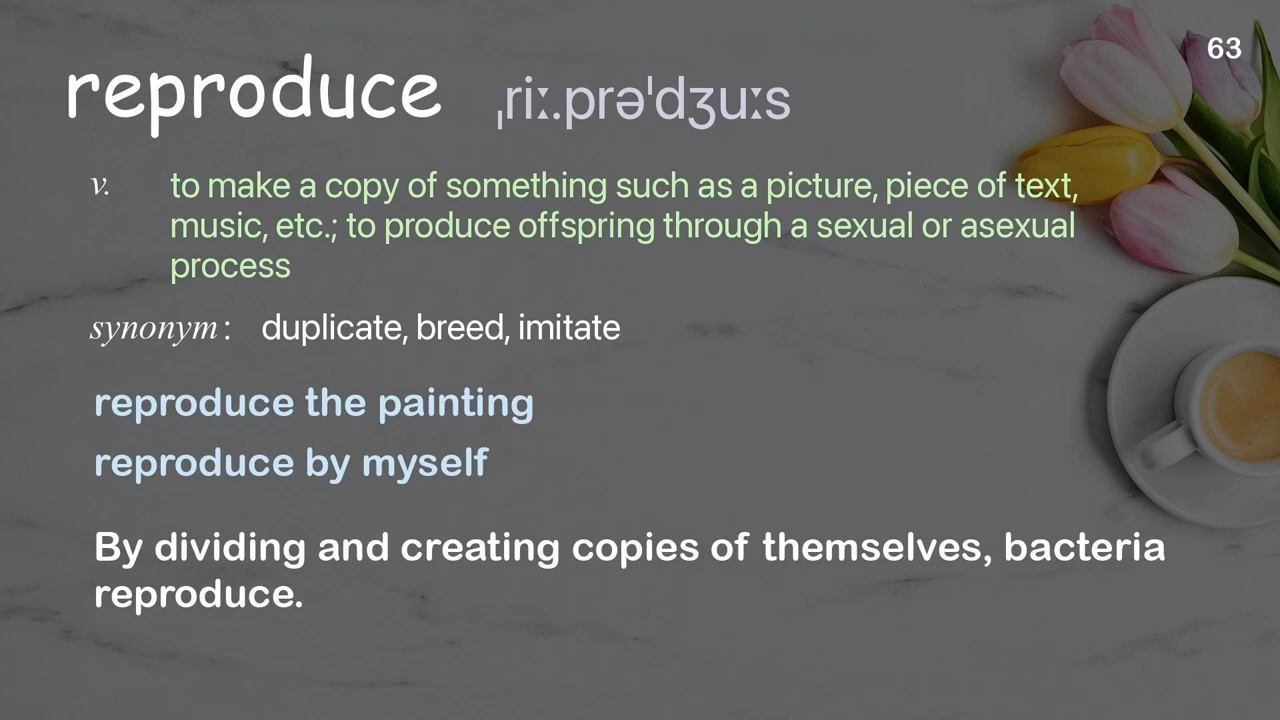 63
reproduce ˌriː.prəˈdʒuːs
v. to make a copy of something such as a picture, piece of text,
music, etc.; to produce offspring through a sexual or asexual
process
synonym: duplicate, breed, imitate
reproduce the painting
reproduce by myself
By dividing and creating copies of themselves, bacteria
reproduce.